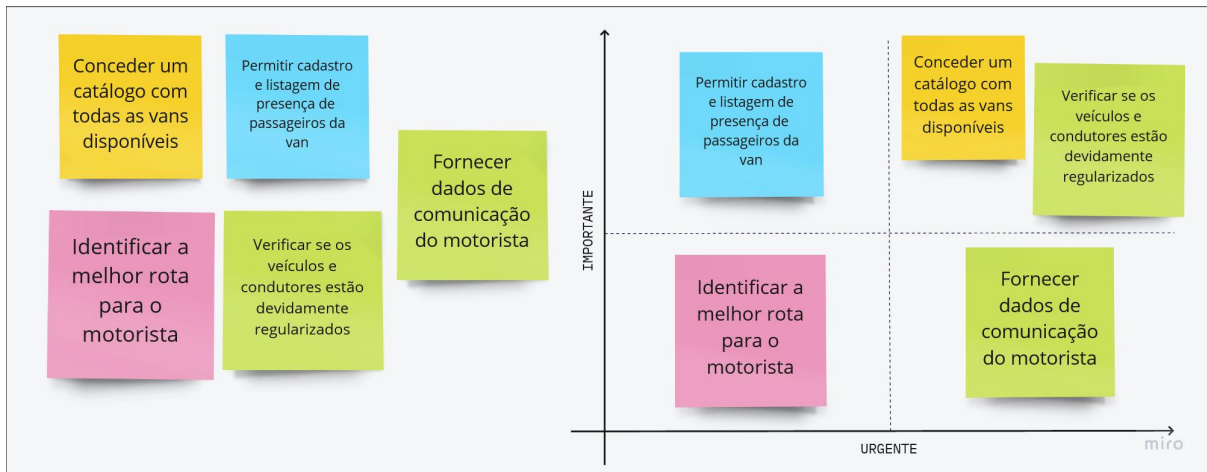 Conceder um
catálogo com
todas as vans
disponíveis
Permitir cadastro
e listagem de
presença de
passageiros da
van
Fornecer
dados de
comunicação
do motorista
Identificar a
melhor rota
para o
motorista
Verificar se os
veículos e
condutores estão
devidamente
regularizados
IMPORTANTE
Permitir cadastro
e listagem de
presença de
passageiros da
van
Conceder um
catálogo com
todas as vans
disponíveis
Verificar se os
veículos e
condutores estão
devidamente
regularizados
Identificar a
melhor rota
para o
motorista
Fornecer
dados de
comunicação
do motorista
URGENTE
miro